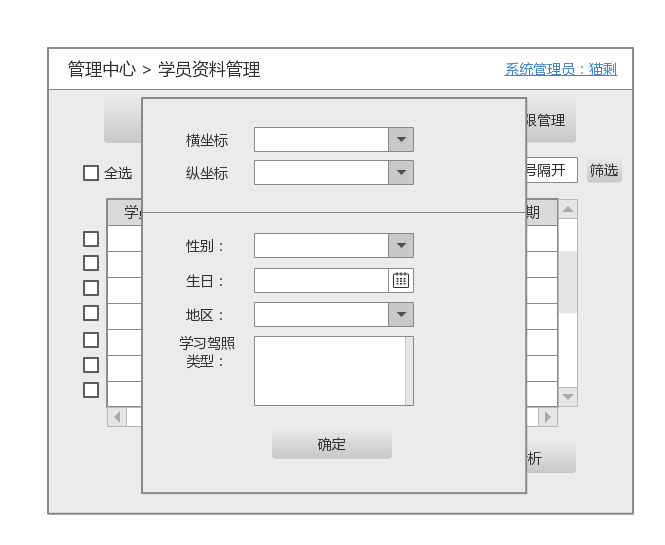 管理中心 > 学员资料管理
系统管理员：猫剩
限管理
横坐标
全选
纵坐标
号隔开
筛选
学员
期
性别：
生日：
地区：
学习驾照
类型：
确定
析